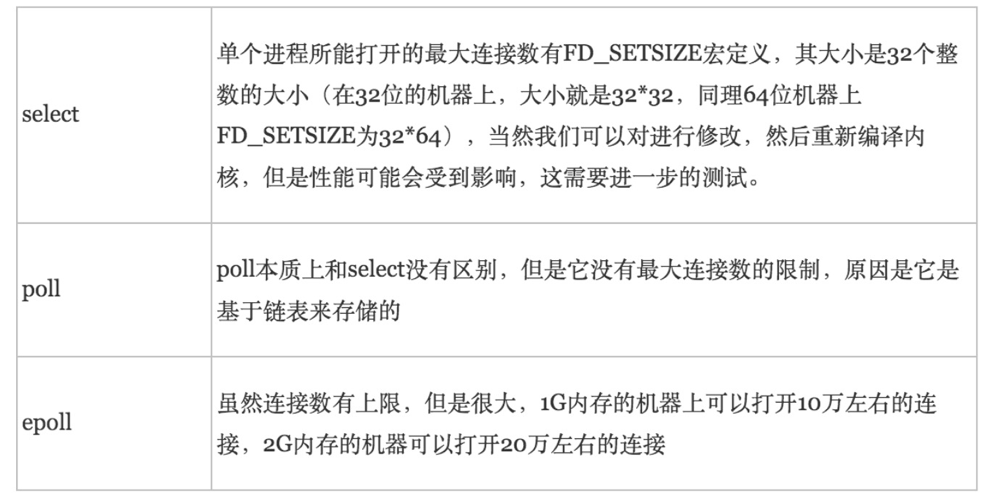 select
单个进程所能打开的最大连接数有FD_SETSIZE宏定义，其大小是32个整
数的大小（在32位的机器上，大小就是32*32，同理64位机器上
FD_SETSIZE为32*64），当然我们可以对进行修改，然后重新编译内
核，但是性能可能会受到影响，这需要进一步的测试。
poll
poll本质上和select没有区别，但是它没有最大连接数的限制，原因是它是
基于链表来存储的
epoll
虽然连接数有上限，但是很大，1G内存的机器上可以打开10万左右的连
接，2G内存的机器可以打开20万左右的连接